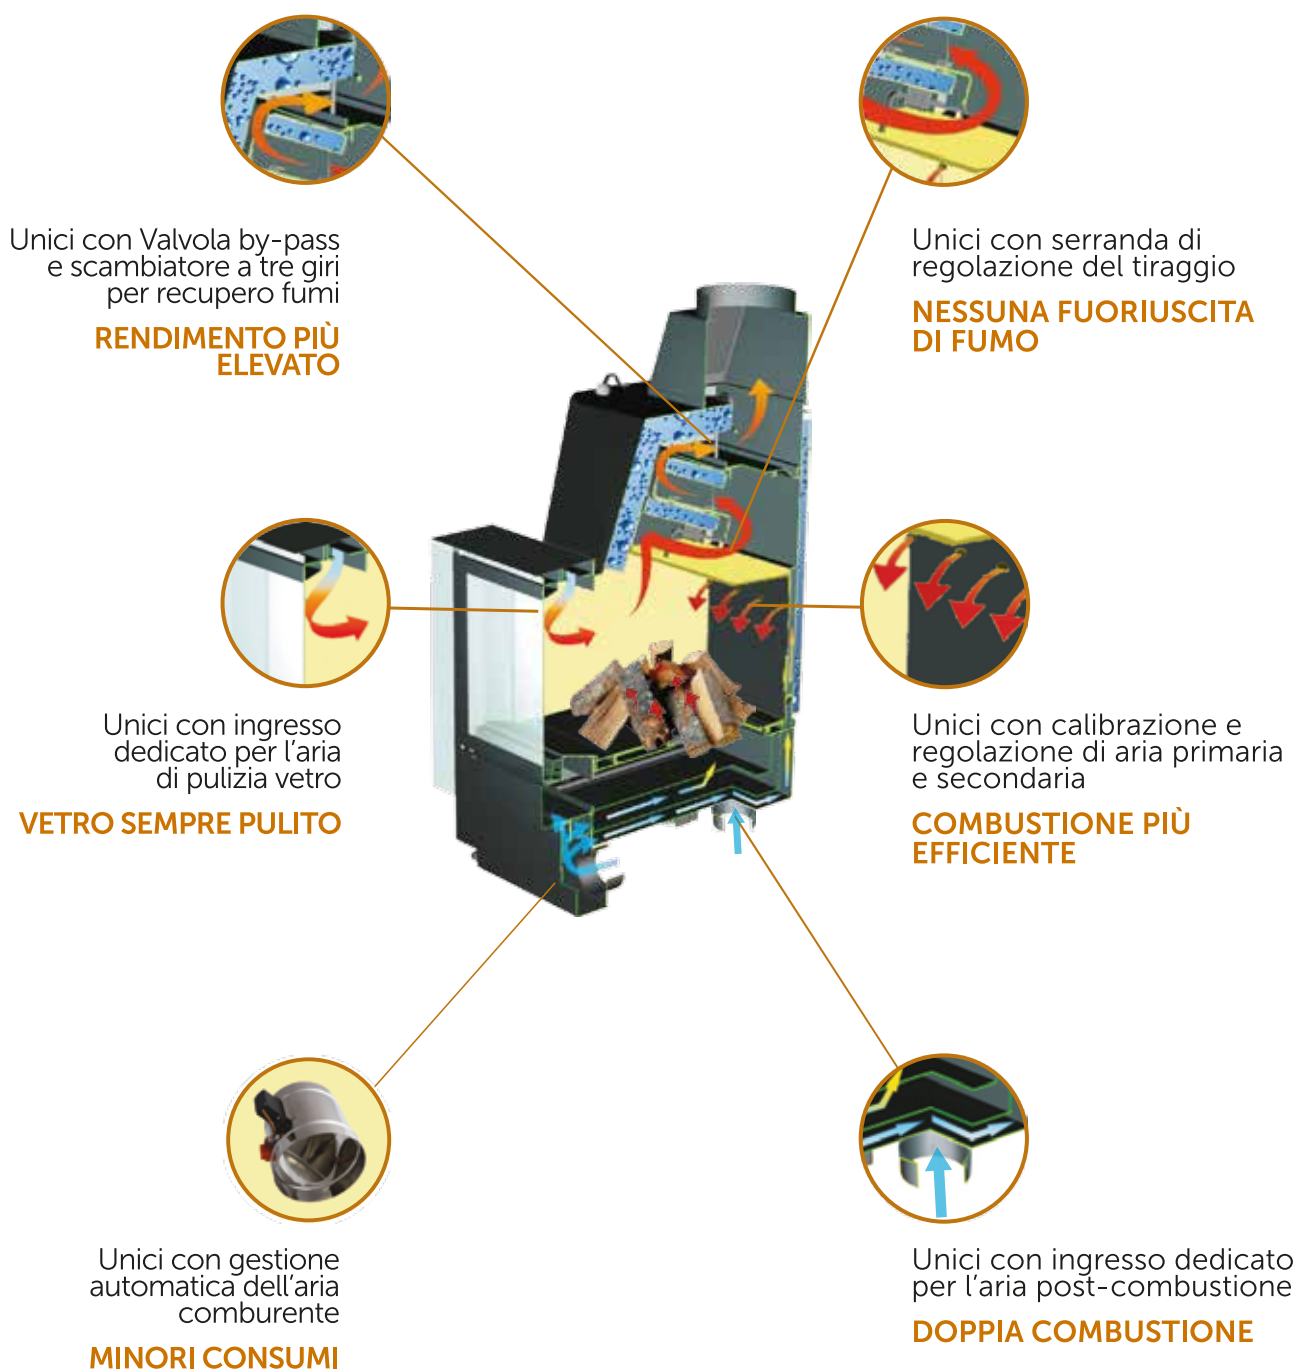 Unici con Valvola by-pass
e scambiatore a tre giri
per recupero fumi
RENDIMENTO PIÙ
ELEVATO
Unici con serranda di
regolazione del tiraggio
NESSUNA FUORIUSCITA
DI FUMO
Unici con ingresso
dedicato per l'aria
di pulizia vetro
VETRO SEMPRE PULITO
Unici con calibrazione e
regolazione di aria primaria
e secondaria
COMBUSTIONE PIÙ
EFFICIENTE
Unici con gestione
automatica dell'aria
comburente
MINORI CONSUMI
Unici con ingresso dedicato
per l'aria post-combustione
DOPPIA COMBUSTIONE